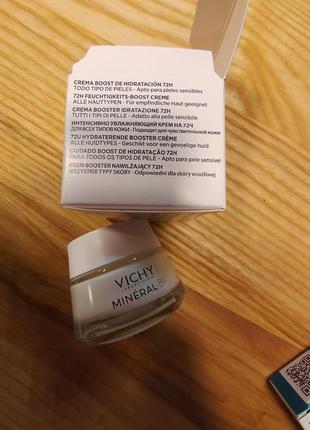 CREMA BOOST DE HIDRATACIÓN 72H
TODO TIPO DE PIELES - Apto para pieles sensibles
72H FEUCHTIGKEITS-BOOST CREME
ALLE HAUTTYPEN - Für empfindliche Haut geeignet
CREMA BOOSTER IDRATAZIONE 72H
TUTTI I TIPI DI PELLE - Adatto alla pelle sensibile
ИНТЕНСИВНО УВЛАЖНЯЮЩИЙ КРЕМ НА 72Ч
ДЛЯ ВСЕХ ТИПОВ КОЖИ - Подходит для чувствительной кожи
72U HYDRATERENDE BOOSTER CRÈME
ALLE HUIDTYPES - Geschikt voor een gevoelige huid
CUIDADO BOOST DE HIDRATAÇÃO 72H
PARA TODOS OS TIPOS DE PELE - Apto para pele sensível
KREM BOOSTER NAWILŻAJĄCY 72H
WSZYSTKIE TYPY SKÓRY - Odpowiedni dla skóry wrażliwej
VICHY
LABORATOIRES
MINÉRAL 89